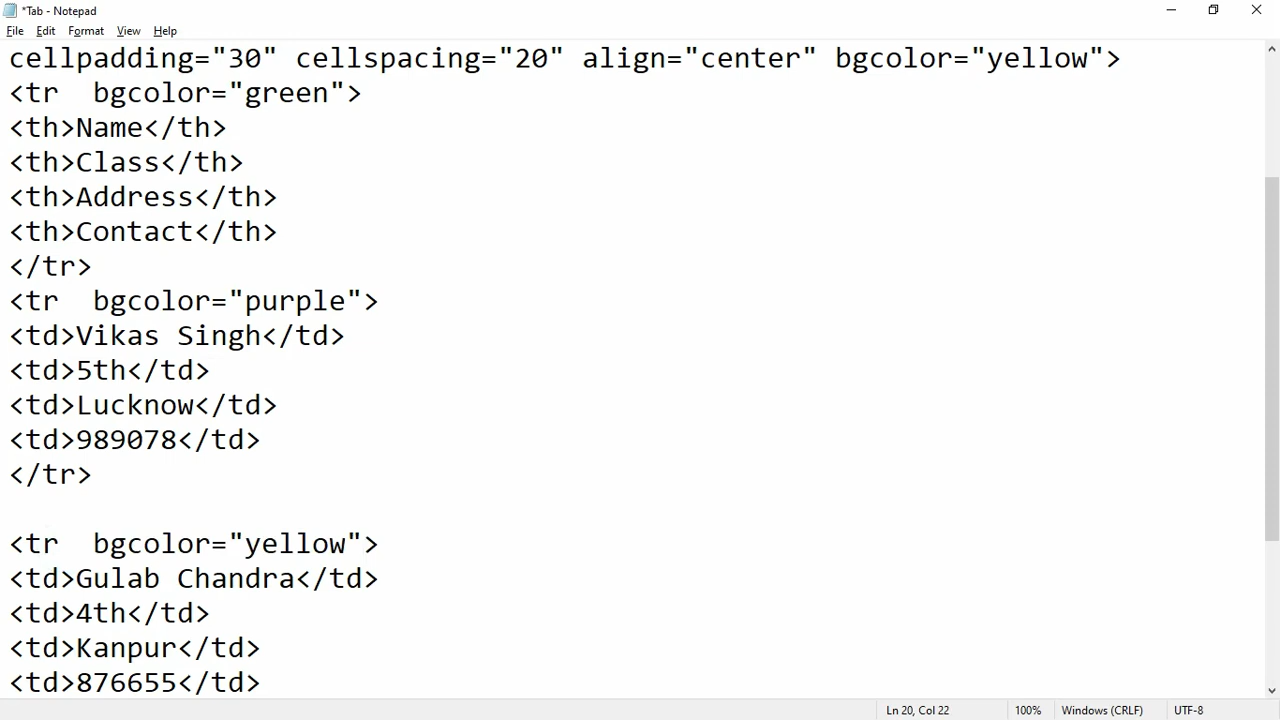 *Tab - Notepad
File Edit Format View Help
cellpadding="30" cellspacing="20" align="center" bgcolor="yellow">
<tr  bgcolor="green">
<th>Name</th>
<th>Class</th>
<th>Address</th>
<th>Contact</th>
</tr>
<tr  bgcolor="purple">
<td>Vikas Singh</td>
<td>5th</td>
<td>Lucknow</td>
<td>989078</td>
</tr>
<tr  bgcolor="yellow">
<td>Gulab Chandra</td>
<td>4th</td>
<td>Kanpur</td>
<td>876655</td>
Ln 20, Col 22 100% Windows (CRLF) UTF-8